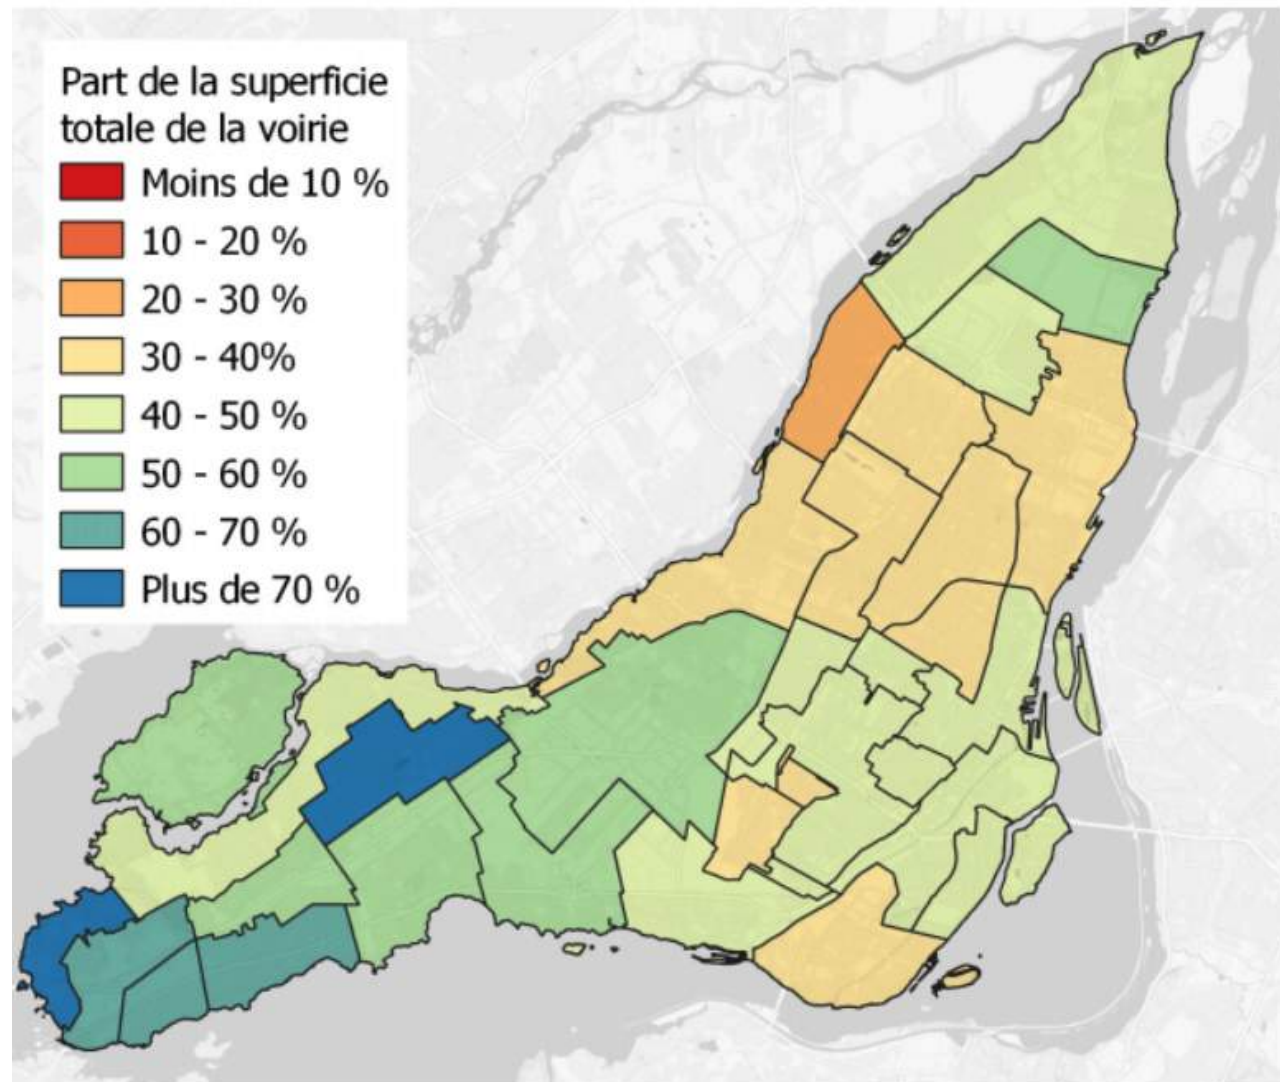 Part de la superficie
totale de la voirie
Moins de 10 %
10 - 20 %
20 - 30 %
30 - 40%
40 - 50 %
50 - 60 %
60 - 70 %
Plus de 70 %